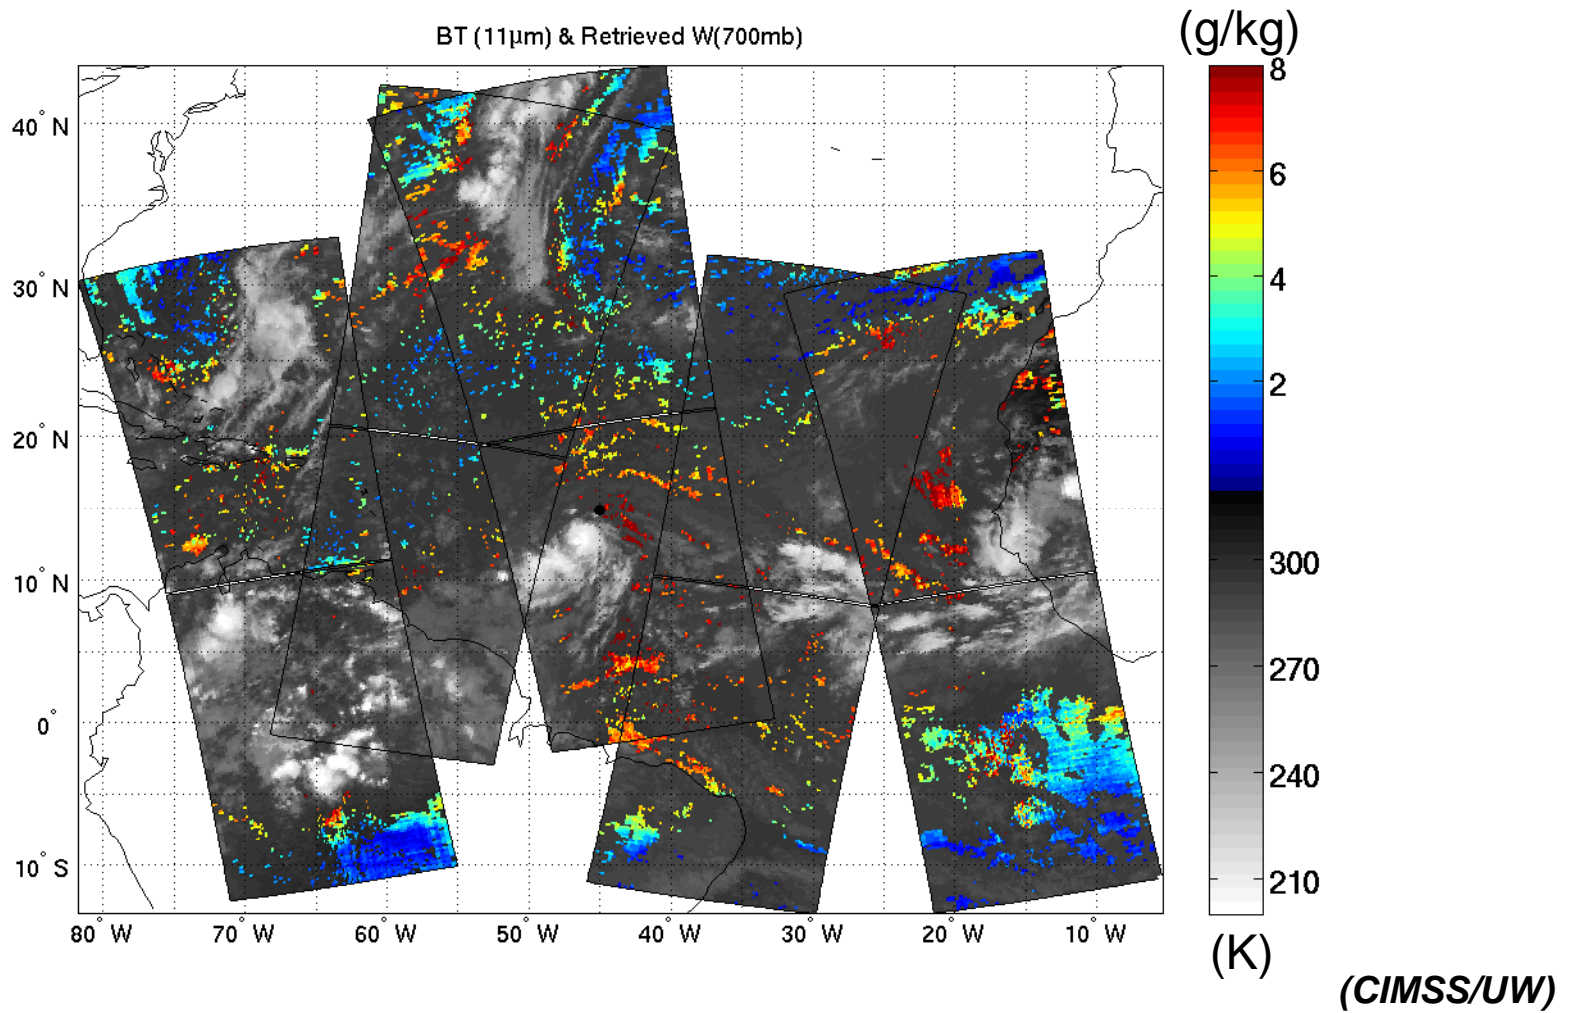 BT (11μm) & Retrieved W(700mb)
(g/kg)
8
6
4
2
300
270
240
210
(K)
40° N
30° N
20° N
10° N
0°
10° S
80° W 70° W 60° W 50° W 40° W 30° W 20° W 10° W
(CIMSS/UW)